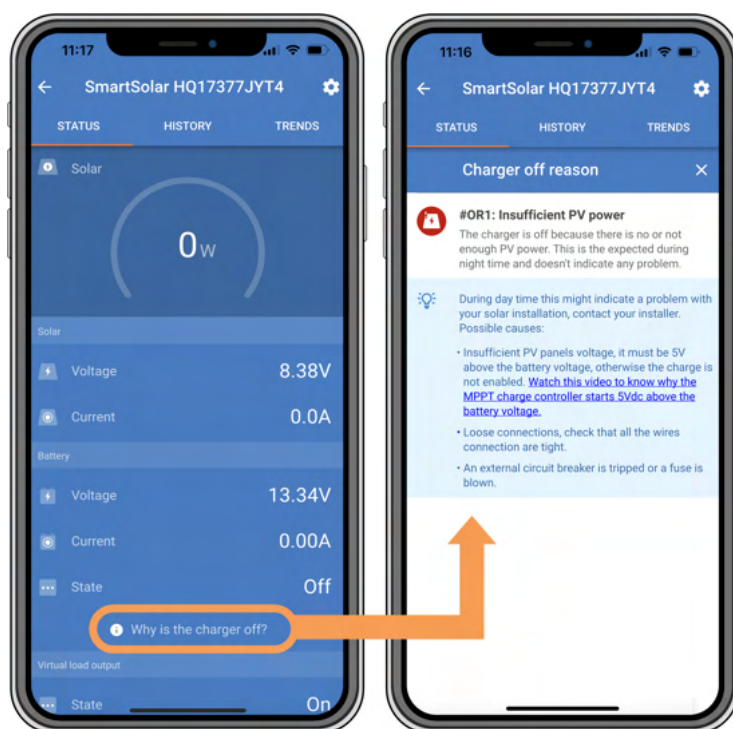 11:17
SmartSolar HQ17377JYT4
STATUS HISTORY TRENDS
Solar
0W
Solar
Voltage 8.38V
Current 0.0A
Battery
Voltage 13.34V
Current 0.00A
State Off
Why is the charger off?
Virtual load output
State On
11:16
SmartSolar HQ17377JYT4
STATUS HISTORY TRENDS
Charger off reason
#OR1: Insufficient PV power
The charger is off because there is no or not
enough PV power. This is the expected during
night time and doesn't indicate any problem.
During day time this might indicate a problem with
your solar installation, contact your installer.
Possible causes:
• Insufficient PV panels voltage, it must be 5V
above the battery voltage, otherwise the charge is
not enabled. Watch this video to know why the
MPPT charge controller starts 5Vdc above the
battery voltage.
• Loose connections, check that all the wires
connection are tight.
• An external circuit breaker is tripped or a fuse is
blown.